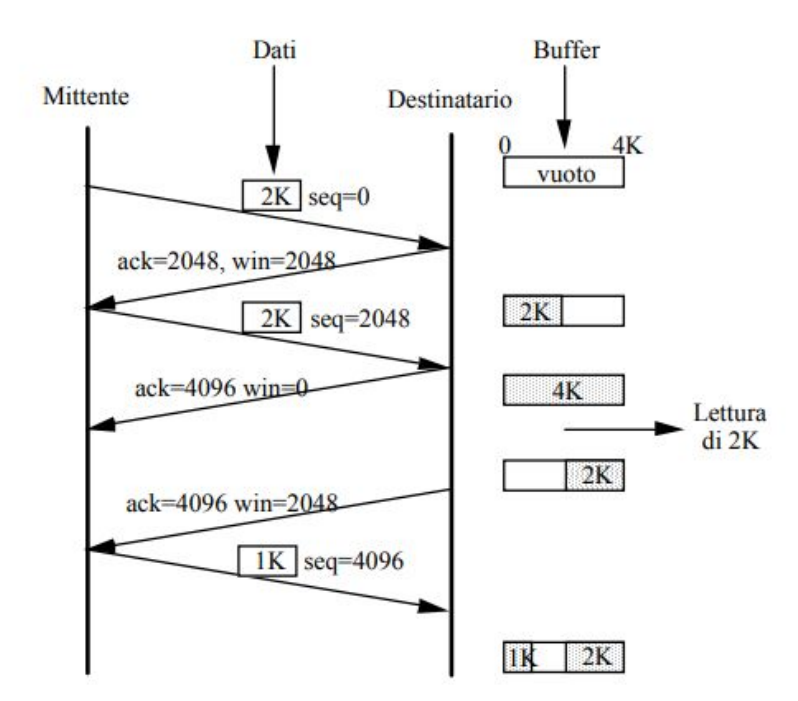 Dati
Buffer
Mittente
Destinatario
0
4K
vuoto
2K seq=0
ack=2048, win=2048
2K
2K seq=2048
4K
ack=4096 win=0
Lettura
di 2K
2K
ack=4096 win=2048
1K seq=4096
1K
2K